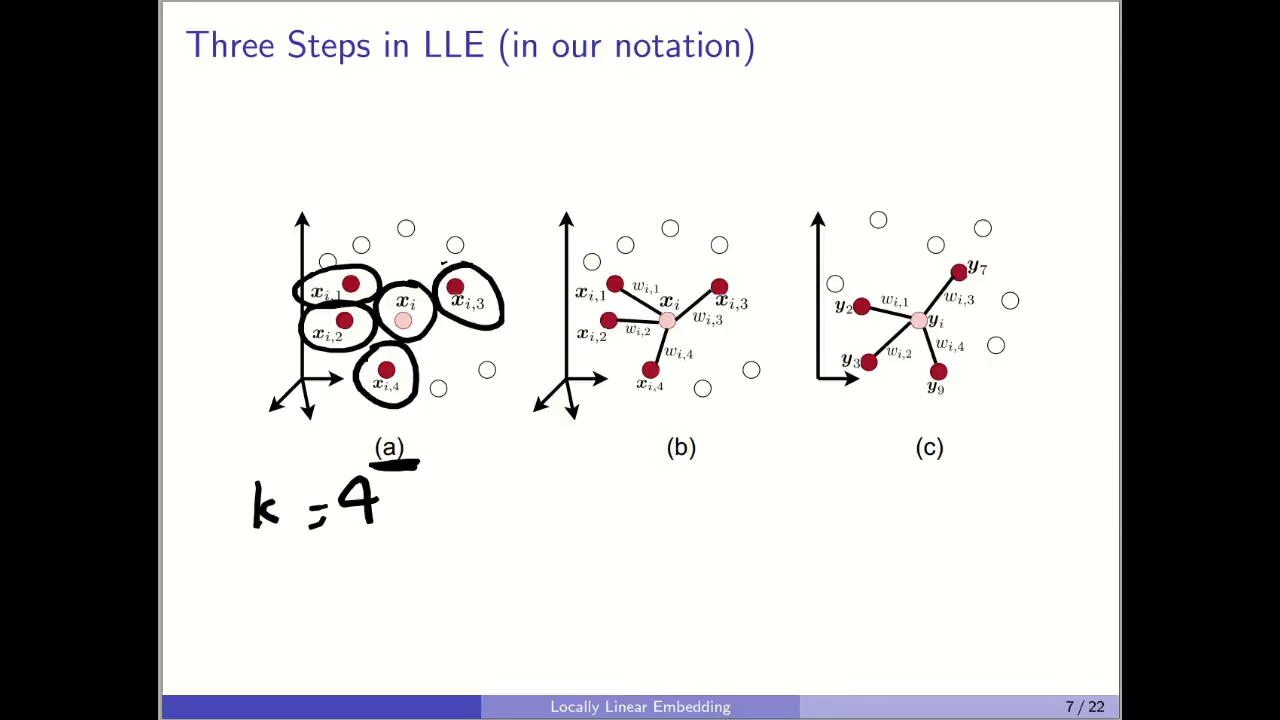 Three Steps in LLE (in our notation)
x_{i,1}
x_i
x_{i,3}
x_{i,2}
x_{i,4}
(a)
k = 4
x_{i,1}
w_{i,1}
x_i
x_{i,3}
x_{i,2}
w_{i,2}
w_{i,3}
w_{i,4}
x_{i,4}
(b)
y_7
y_2
w_{i,1}
w_{i,3}
y_i
y_3
w_{i,2}
w_{i,4}
y_9
(c)
Locally Linear Embedding
7 / 22